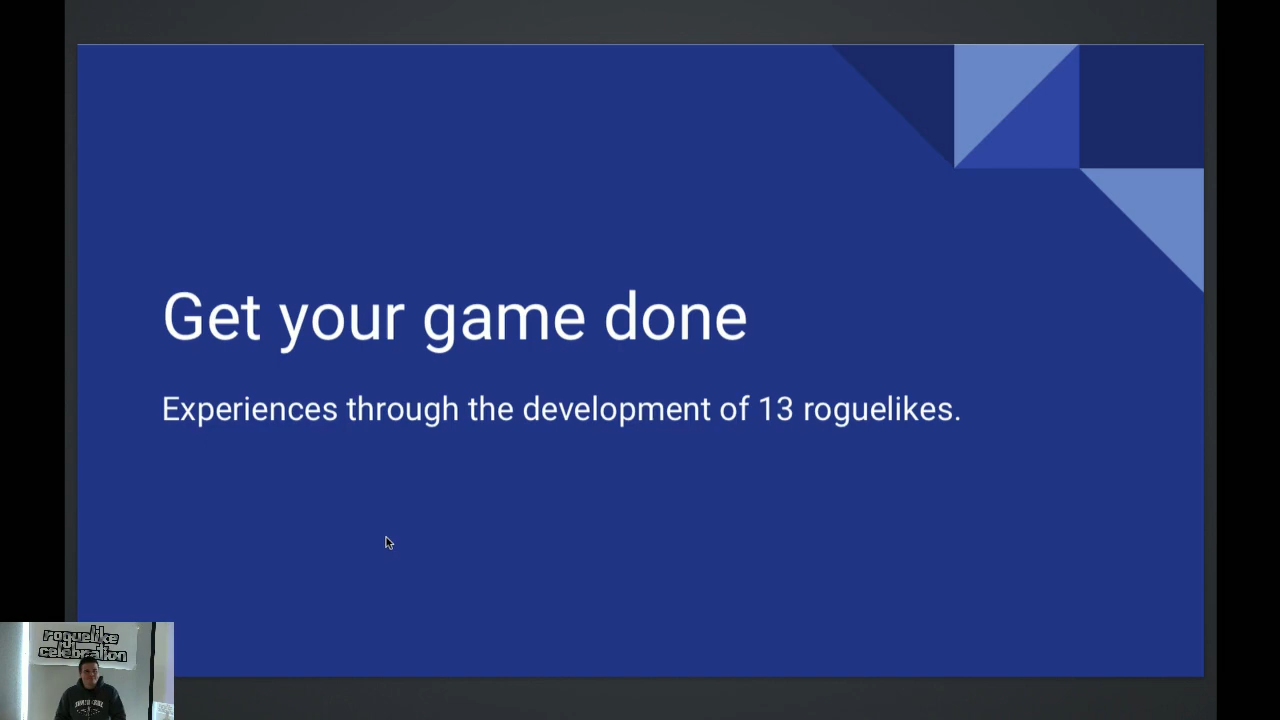 Get your game done
Experiences through the development of 13 roguelikes.
roguelike
celebration